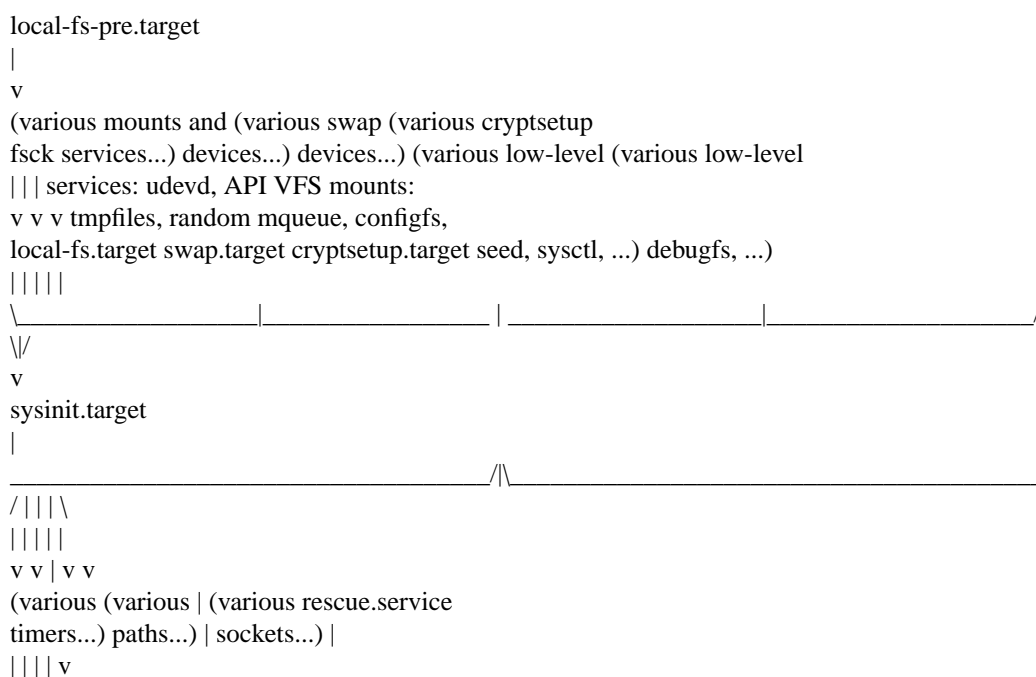 local-fs-pre.target
|
v
(various mounts and (various swap (various cryptsetup
fsck services...) devices...) devices...) (various low-level (various low-level
| | | services: udevd, API VFS mounts:
v v v tmpfiles, random mqueue, configfs,
local-fs.target swap.target cryptsetup.target seed, sysctl, ...) debugfs, ...)
| | | | |
\__________________|_________________ | ___________________|____________________/
\|/
v
sysinit.target
|
____________________________________/|\________________________________________
/ | | | \
| | | | |
v v | v v
(various (various | (various rescue.service
timers...) paths...) | sockets...) |
| | | | v